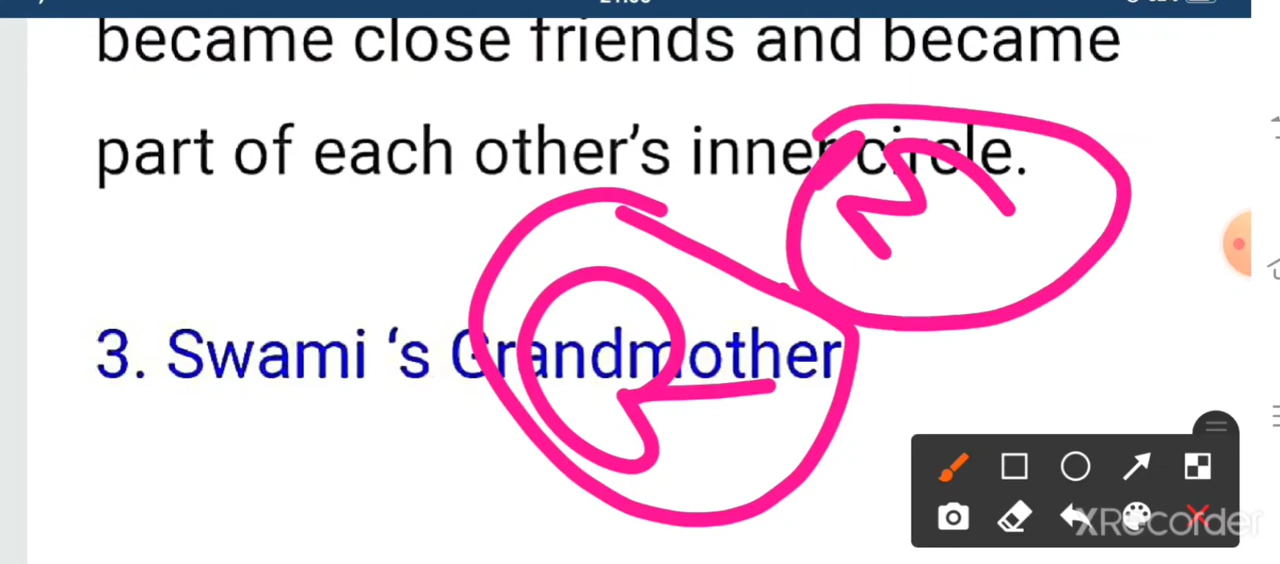 became close friends and became
part of each other's inner circle.
M
3. Swami ‘s Grandmother
R
XRecorder